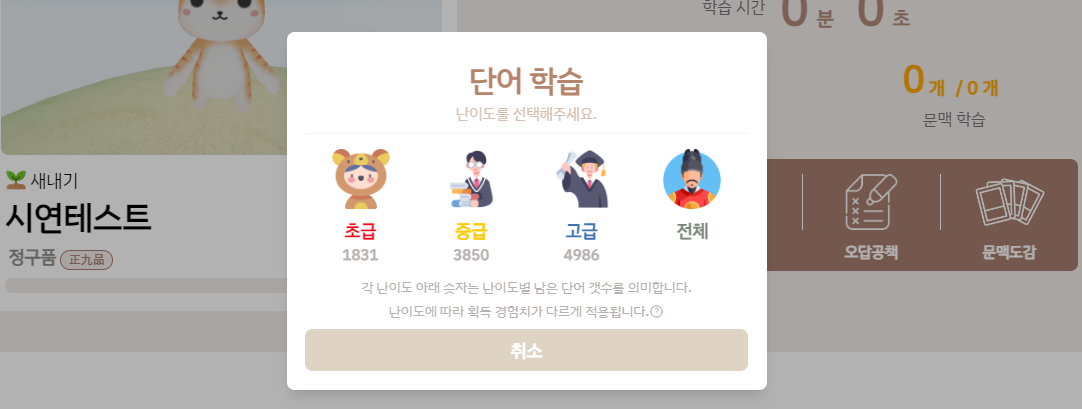 학습 시간
0 분 0 초
0 개 / 0 개
문맥 학습
새내기
시연테스트
정구품 正九品
단어 학습
난이도를 선택해주세요.
초급 중급 고급 전체
1831 3850 4986
각 난이도 아래 숫자는 난이도별 남은 단어 갯수를 의미합니다.
난이도에 따라 획득 경험치가 다르게 적용됩니다.?
취소
오답공책 문맥도감